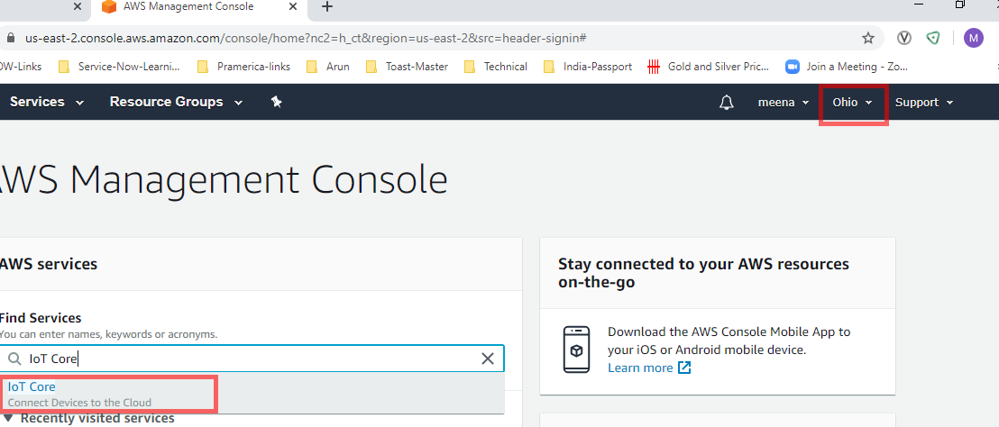 AWS Management Console
us-east-2.console.aws.amazon.com/console/home?nc2=h_ct&region=us-east-2&src=header-signin#
M
OW-Links
Service-Now-Learni...
Pramerica-links
Arun
Toast-Master
Technical
India-Passport
Gold and Silver Pric...
Join a Meeting - Zo...
Services
Resource Groups
meena
Ohio
Support
AWS Management Console
AWS services
Find Services
You can enter names, keywords or acronyms.
IoT Core
IoT Core
Connect Devices to the Cloud
Recently visited services
Stay connected to your AWS resources
on-the-go
Download the AWS Console Mobile App to
your iOS or Android mobile device.
Learn more